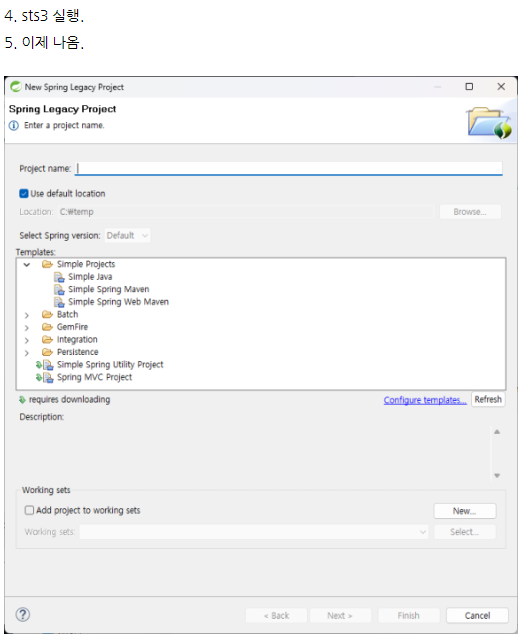 4. sts3 실행.
5. 이제 나옴.
New Spring Legacy Project
Spring Legacy Project
Enter a project name.
Project name:
Use default location
Location: C:₩temp Browse...
Select Spring version: Default
Templates:
Simple Projects
Simple Java
Simple Spring Maven
Simple Spring Web Maven
Batch
GemFire
Integration
Persistence
Simple Spring Utility Project
Spring MVC Project
requires downloading Configure templates... Refresh
Description:
Working sets
Add project to working sets New...
Working sets: Select...
? < Back Next > Finish Cancel